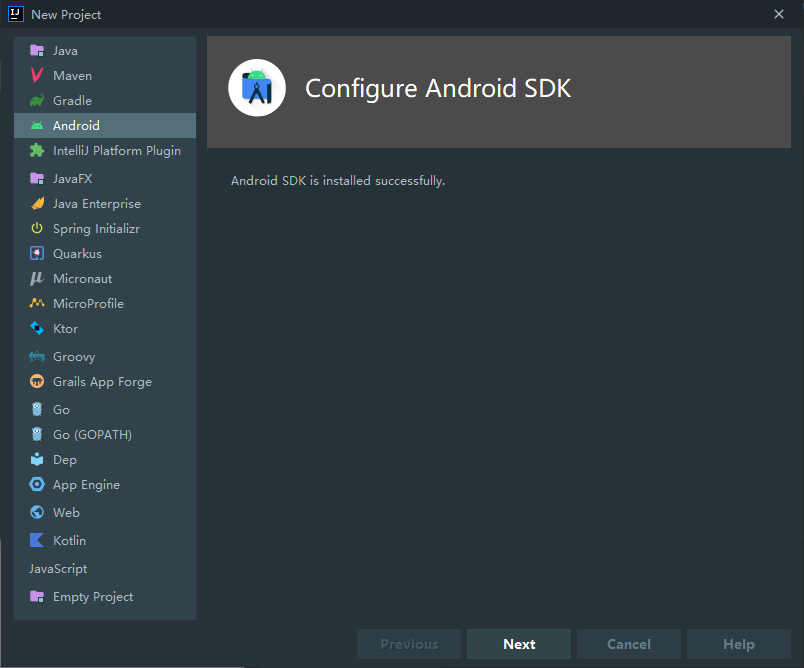 IJ
New Project
Java
Maven
Gradle
Android
IntelliJ Platform Plugin
JavaFX
Java Enterprise
Spring Initializr
Quarkus
Micronaut
MicroProfile
Ktor
Groovy
Grails App Forge
Go
Go (GOPATH)
Dep
App Engine
Web
Kotlin
JavaScript
Empty Project
Configure Android SDK
Android SDK is installed successfully.
Previous
Next
Cancel
Help